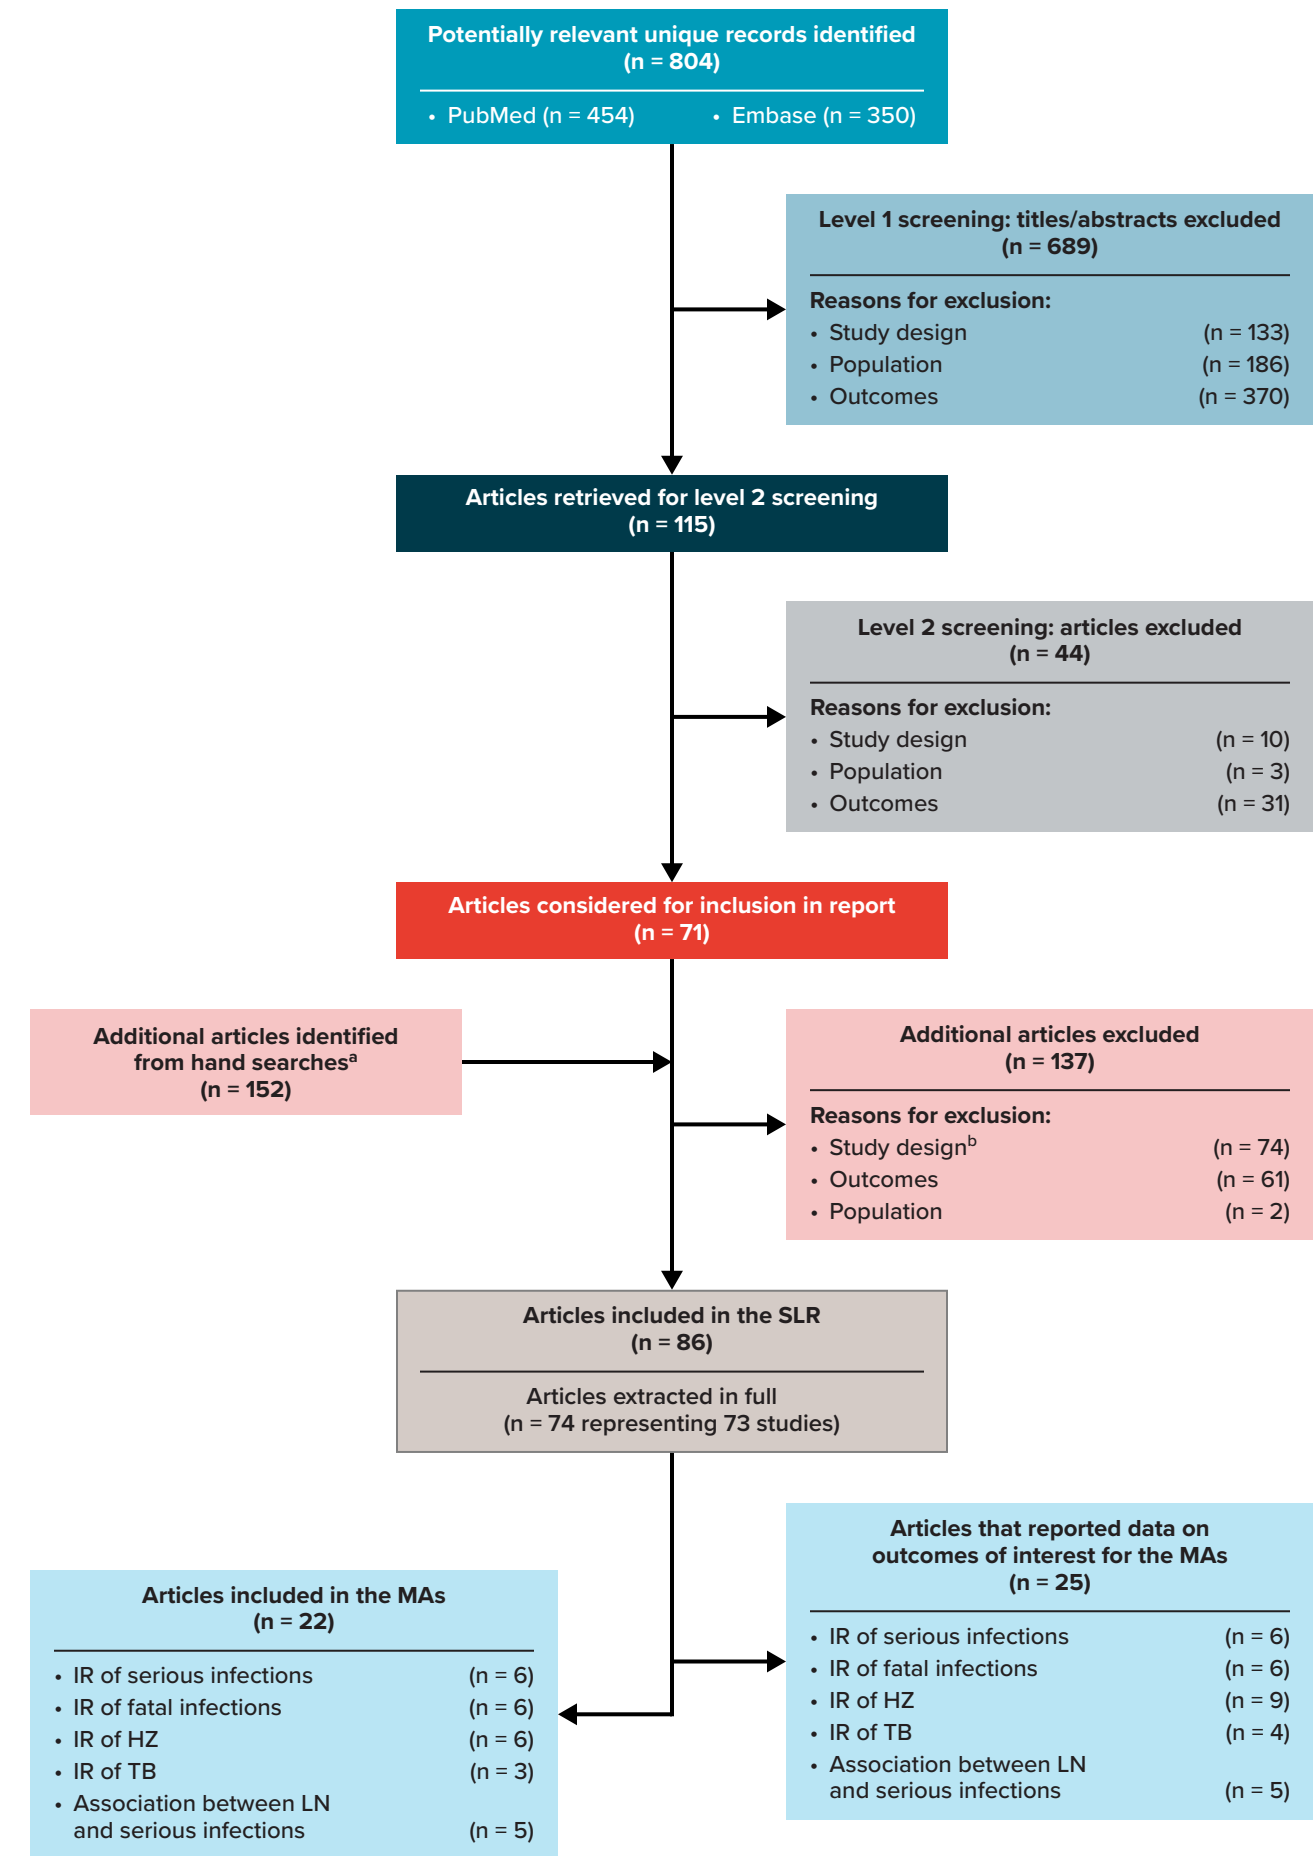 Potentially relevant unique records identified
(n = 804)
• PubMed (n = 454) • Embase (n = 350)
Level 1 screening: titles/abstracts excluded
(n = 689)
Reasons for exclusion:
• Study design (n = 133)
• Population (n = 186)
• Outcomes (n = 370)
Articles retrieved for level 2 screening
(n = 115)
Level 2 screening: articles excluded
(n = 44)
Reasons for exclusion:
• Study design (n = 10)
• Population (n = 3)
• Outcomes (n = 31)
Articles considered for inclusion in report
(n = 71)
Additional articles identified
from hand searchesᵃ
(n = 152)
Additional articles excluded
(n = 137)
Reasons for exclusion:
• Study designᵇ (n = 74)
• Outcomes (n = 61)
• Population (n = 2)
Articles included in the SLR
(n = 86)
Articles extracted in full
(n = 74 representing 73 studies)
Articles included in the MAs
(n = 22)
• IR of serious infections (n = 6)
• IR of fatal infections (n = 6)
• IR of HZ (n = 6)
• IR of TB (n = 3)
• Association between LN
and serious infections (n = 5)
Articles that reported data on
outcomes of interest for the MAs
(n = 25)
• IR of serious infections (n = 6)
• IR of fatal infections (n = 6)
• IR of HZ (n = 9)
• IR of TB (n = 4)
• Association between LN
and serious infections (n = 5)